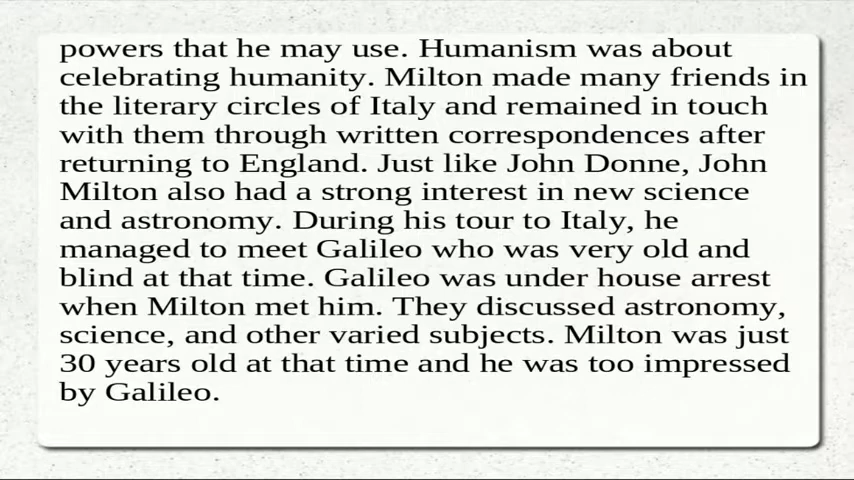 powers that he may use. Humanism was about
celebrating humanity. Milton made many friends in
the literary circles of Italy and remained in touch
with them through written correspondences after
returning to England. Just like John Donne, John
Milton also had a strong interest in new science
and astronomy. During his tour to Italy, he
managed to meet Galileo who was very old and
blind at that time. Galileo was under house arrest
when Milton met him. They discussed astronomy,
science, and other varied subjects. Milton was just
30 years old at that time and he was too impressed
by Galileo.